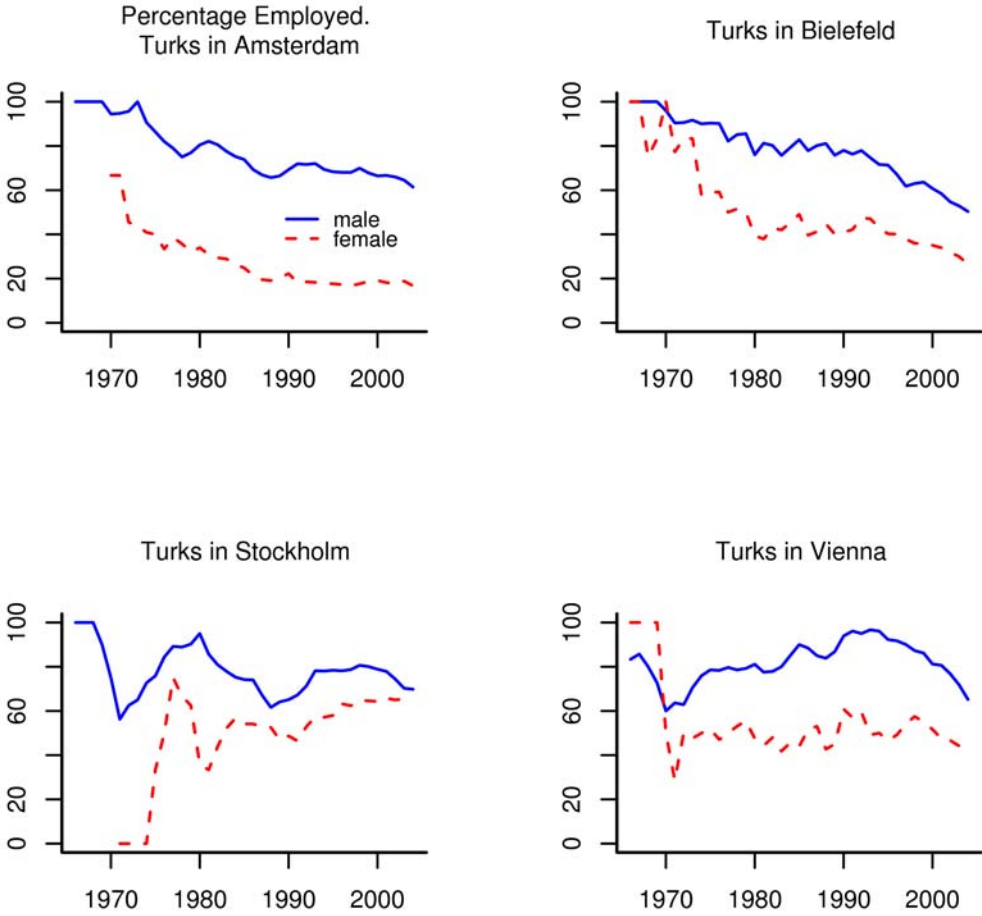 Percentage Employed.
Turks in Amsterdam
100
60
20
0
male
female
1970 1980 1990 2000
Turks in Bielefeld
100
60
20
0
1970 1980 1990 2000
Turks in Stockholm
100
60
20
0
1970 1980 1990 2000
Turks in Vienna
100
60
20
0
1970 1980 1990 2000